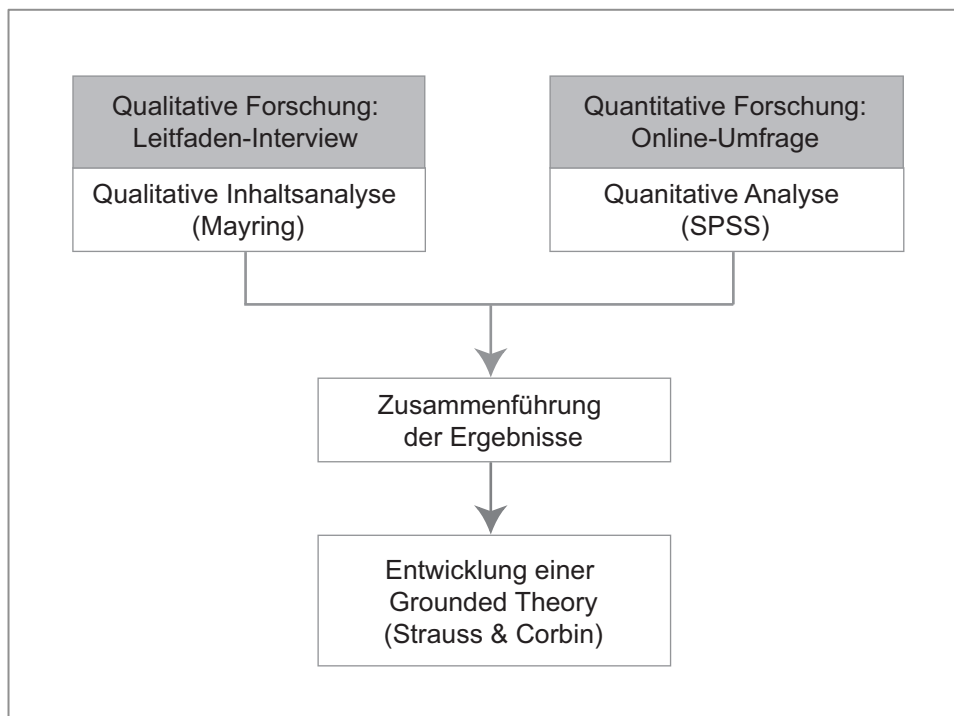 Qualitative Forschung:
Leitfaden-Interview
Qualitative Inhaltsanalyse
(Mayring)
Quantitative Forschung:
Online-Umfrage
Quanitative Analyse
(SPSS)
Zusammenführung
der Ergebnisse
Entwicklung einer
Grounded Theory
(Strauss & Corbin)